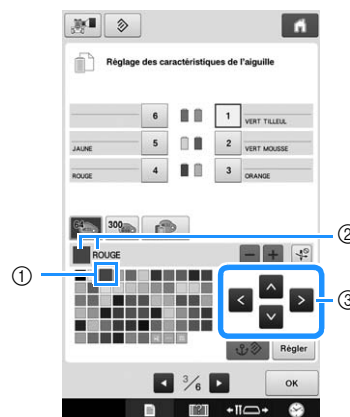 Réglage des caractéristiques de l'aiguille
6 1 VERT TILLEUL
JAUNE 5 2 VERT MOUSSE
ROUGE 4 3 ORANGE
64 300
ROUGE
①
②
③
Régler
3/6
OK